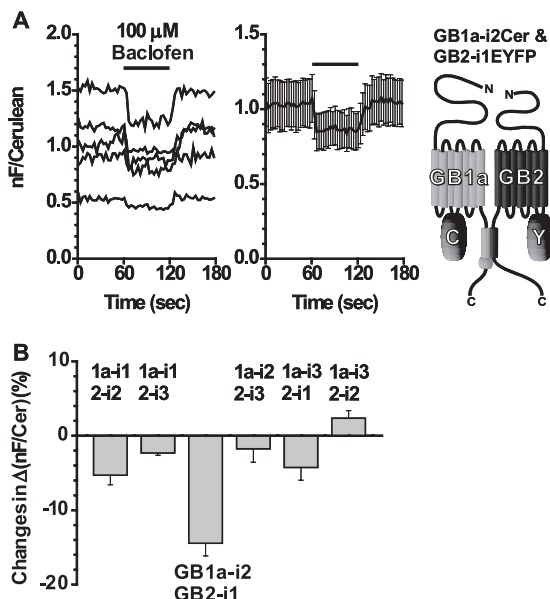 A
100 μM
Baclofen
nF/Cerulean
2.0
1.5
1.0
0.5
0.0
0
60
120
180
Time (sec)
1.5
1.0
0.5
0.0
0
60
120
180
Time (sec)
GB1a-i2Cer &
GB2-i1EYFP
N
N
GB1a
GB2
C
Y
C
C
B
Changes in Δ(nF/Cer)(%)
10
0
-10
-20
1a-i1
2-i2
1a-i1
2-i3
GB1a-i2
GB2-i1
1a-i2
2-i3
1a-i3
2-i1
1a-i3
2-i2